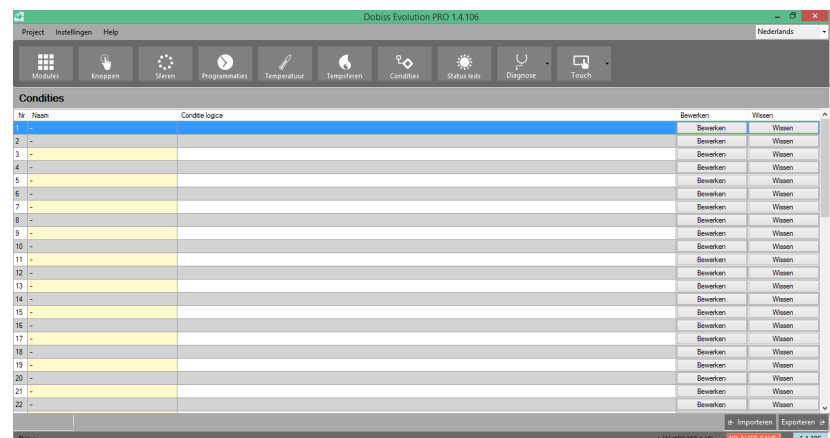 Dobiss Evolution PRO 1.4.106
Project Instellingen Help Nederlands
Modules Knoppen Sferen Programmaties Temperatuur Tempsferen Condities Status leds Diagnose Touch
Condities
Nr Naam Conditie logica Bewerken Wissen
1 - Bewerken Wissen
2 - Bewerken Wissen
3 - Bewerken Wissen
4 - Bewerken Wissen
5 - Bewerken Wissen
6 - Bewerken Wissen
7 - Bewerken Wissen
8 - Bewerken Wissen
9 - Bewerken Wissen
10 - Bewerken Wissen
11 - Bewerken Wissen
12 - Bewerken Wissen
13 - Bewerken Wissen
14 - Bewerken Wissen
15 - Bewerken Wissen
16 - Bewerken Wissen
17 - Bewerken Wissen
18 - Bewerken Wissen
19 - Bewerken Wissen
20 - Bewerken Wissen
21 - Bewerken Wissen
22 - Bewerken Wissen
Importeren Exporteren
NO AUTO SAVE 1.4.106